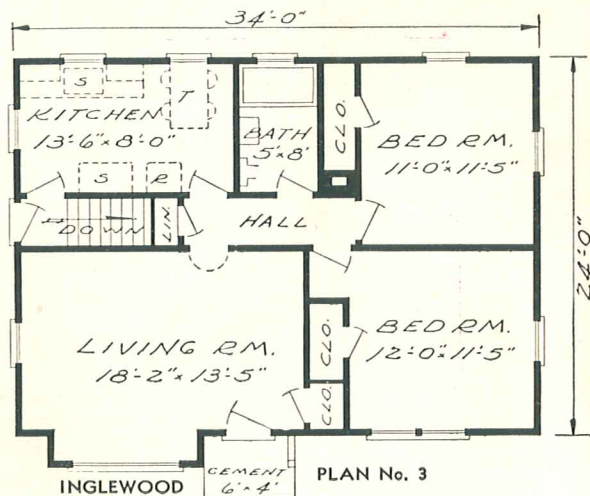 34'-0"
S
T
KITCHEN
13'-6" x 8'-0"
S
R
BATH
5' x 8'
CLO.
BED RM.
11'-0" x 11'-5"
DOWN
LIN.
HALL
24'-0"
LIVING RM.
18'-2" x 13'-5"
CLO.
BED RM.
12'-0" x 11'-5"
CLO.
CEMENT
6' x 4'
INGLEWOOD
PLAN No. 3